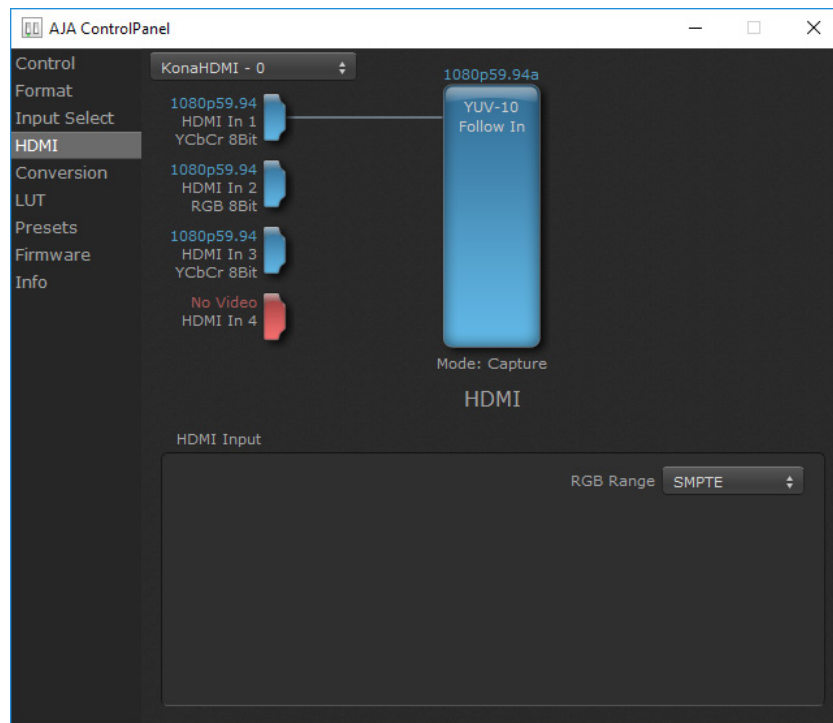 AJA ControlPanel
Control
Format
Input Select
HDMI
Conversion
LUT
Presets
Firmware
Info
KonaHDMI - 0
1080p59.94
HDMI In 1
YCbCr 8Bit
1080p59.94
HDMI In 2
RGB 8Bit
1080p59.94
HDMI In 3
YCbCr 8Bit
No Video
HDMI In 4
1080p59.94a
YUV-10
Follow In
Mode: Capture
HDMI
HDMI Input
RGB Range SMPTE